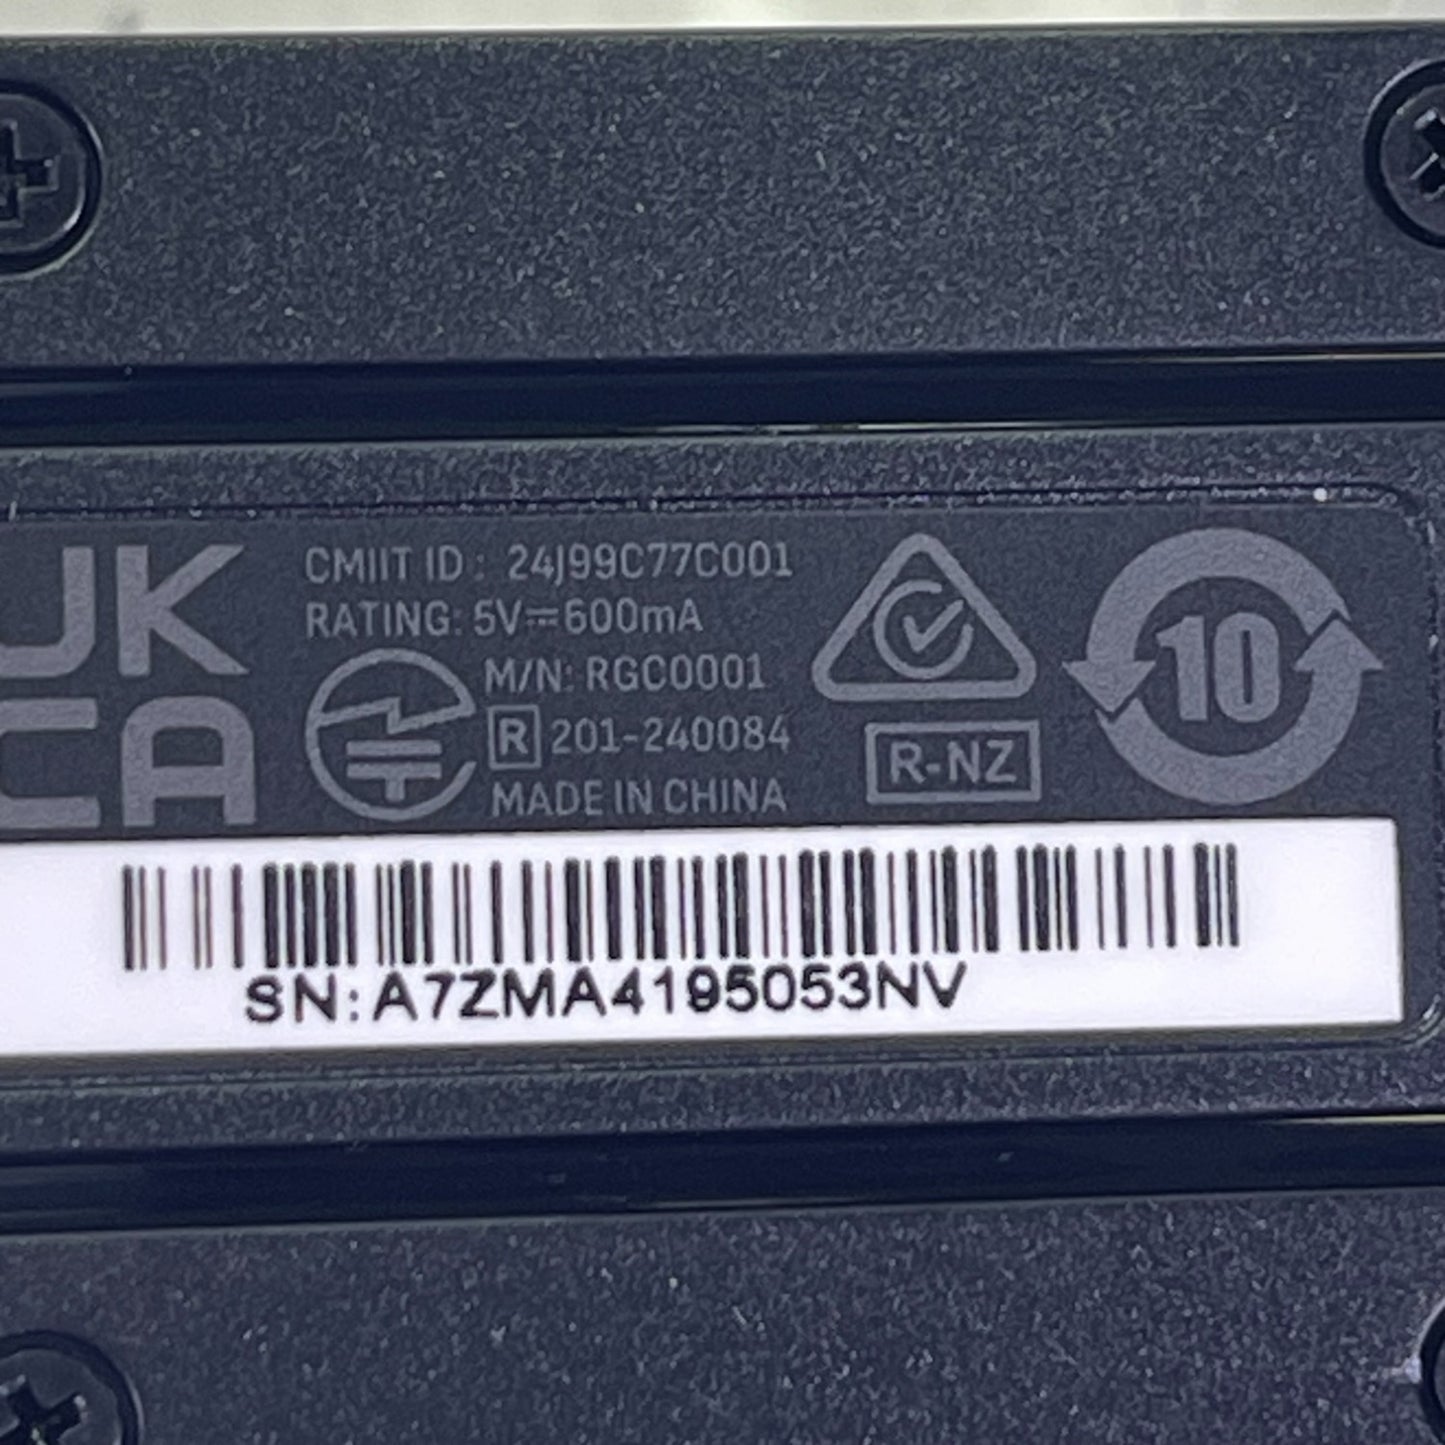 UK
CA
CMIIT ID: 24J99C77C001
RATING: 5V⎓600mA
M/N: RGC0001
R 201-240084
MADE IN CHINA
R-NZ
10
SN:A7ZMA4195053NV